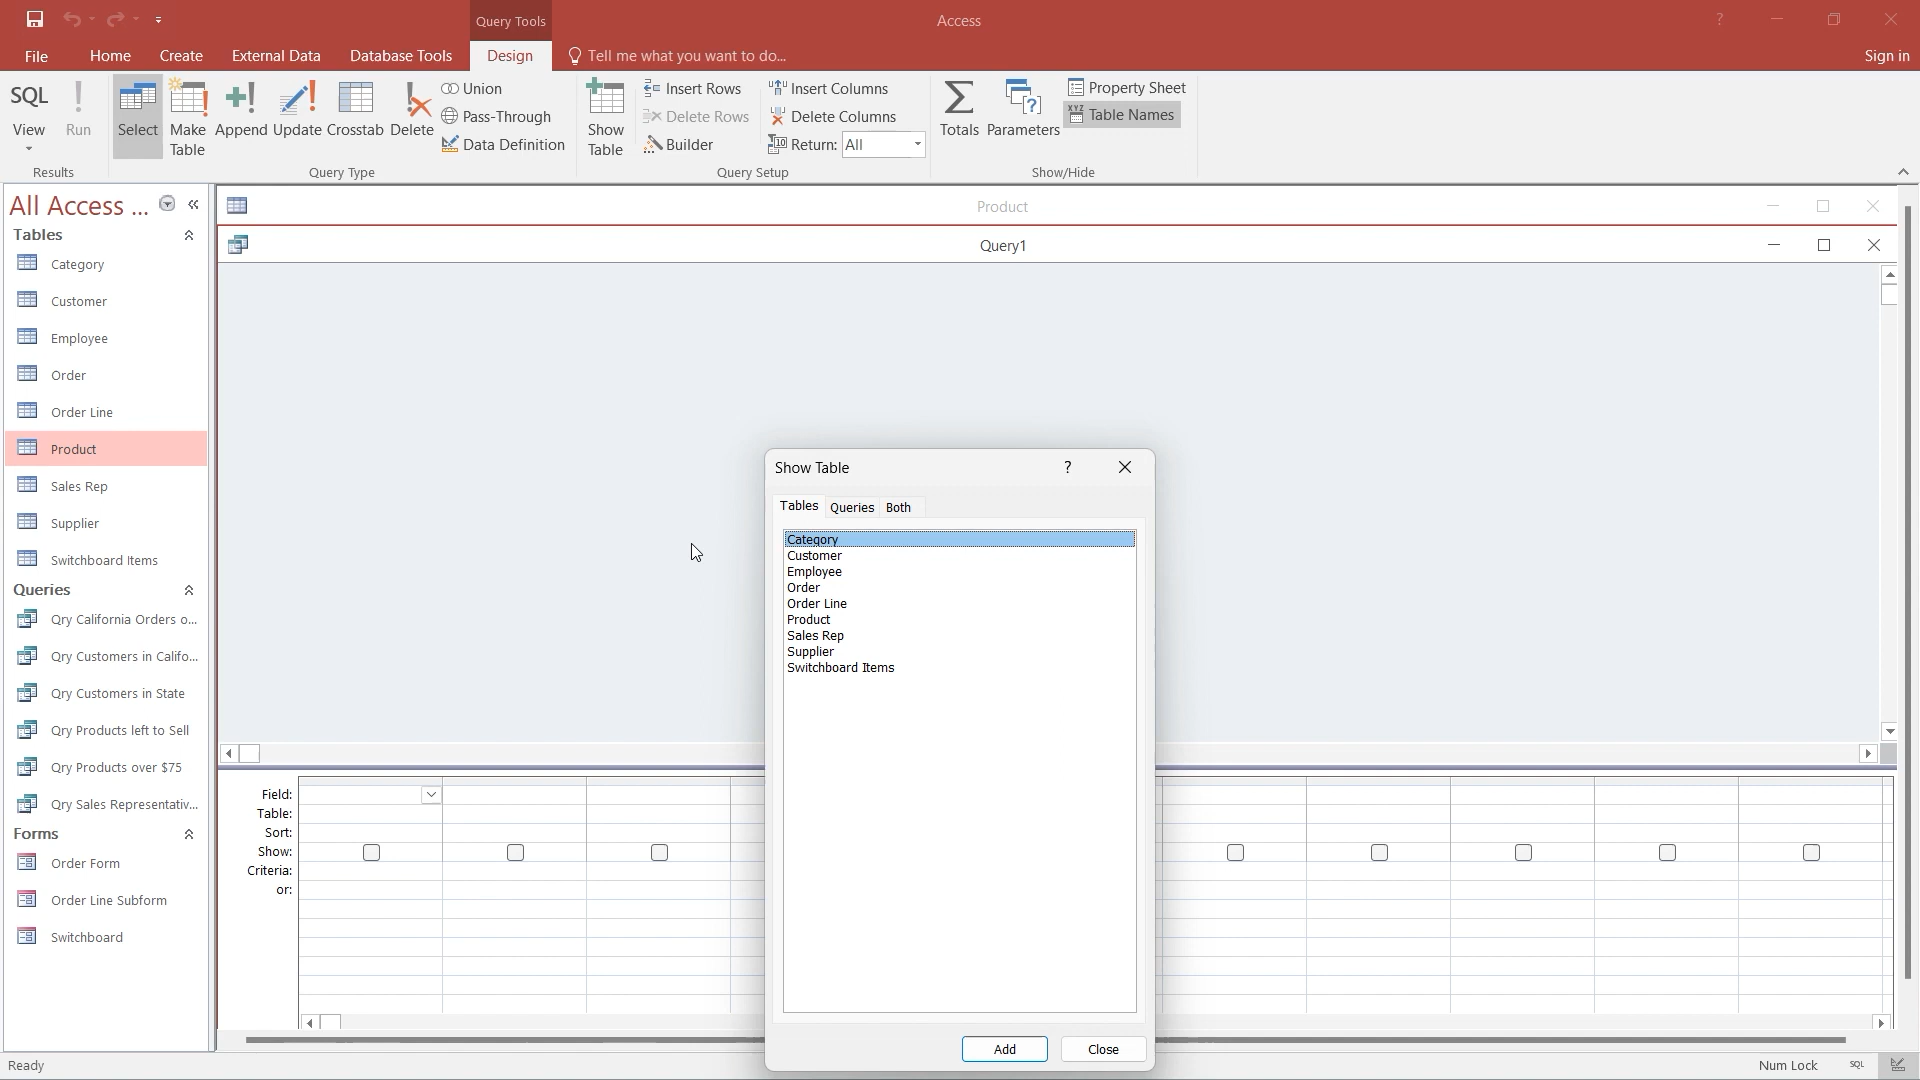 Query Tools
Access
?
File
Home
Create
External Data
Database Tools
Design
Tell me what you want to do...
Sign in
SQL
View
Run
Select
Make
Table
Append
Update
Crosstab
Delete
Union
Pass-Through
Data Definition
Show
Table
Insert Rows
Delete Rows
Builder
Insert Columns
Delete Columns
Return: All
Totals
Parameters
Property Sheet
Table Names
Results
Query Type
Query Setup
Show/Hide
All Access ...
Tables
Category
Customer
Employee
Order
Order Line
Product
Sales Rep
Supplier
Switchboard Items
Queries
Qry California Orders o...
Qry Customers in Califo...
Qry Customers in State
Qry Products left to Sell
Qry Products over $75
Qry Sales Representativ...
Forms
Order Form
Order Line Subform
Switchboard
Product
Query1
Show Table
?
Tables
Queries
Both
Category
Customer
Employee
Order
Order Line
Product
Sales Rep
Supplier
Switchboard Items
Add
Close
Field:
Table:
Sort:
Show:
Criteria:
or:
Ready
Num Lock
SQL